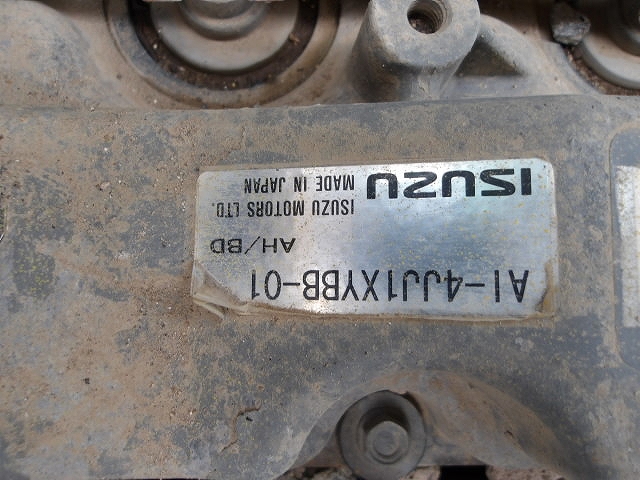 AI-4JJ1XYBB-01
AH/BD
ISUZU
ISUZU MOTORS LTD.
MADE IN JAPAN